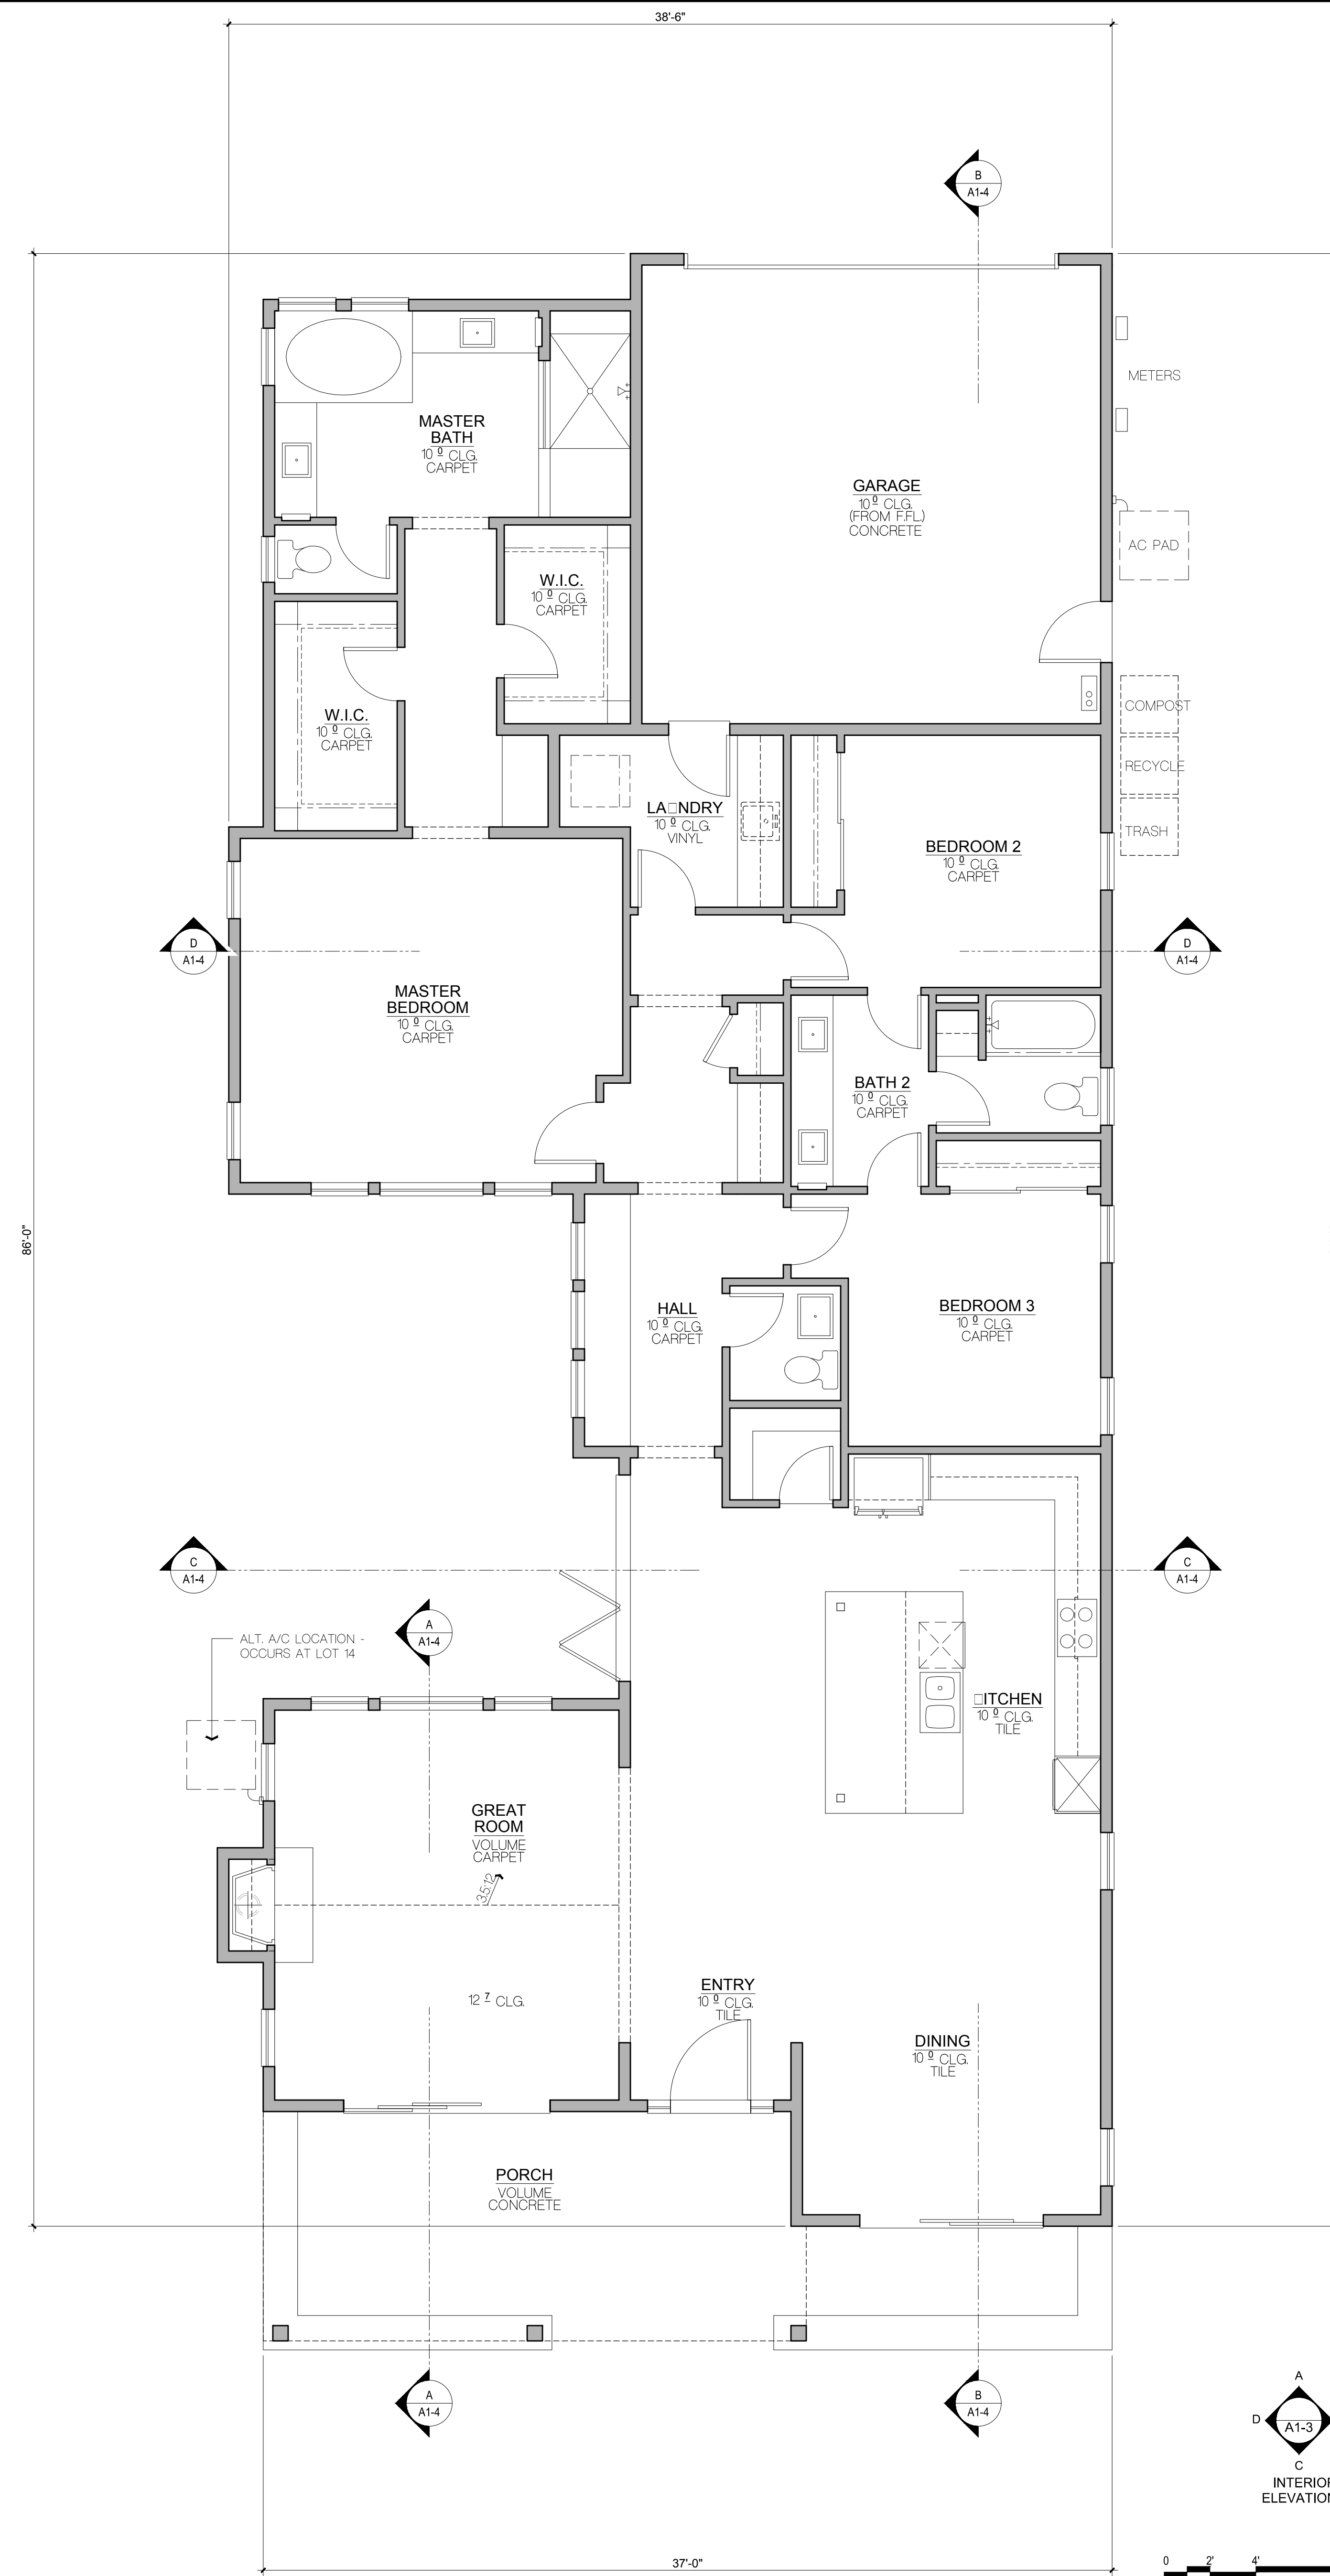 38'-6"
B
A1-4
METERS
MASTER
BATH
10 0 CLG.
CARPET
GARAGE
10 0 CLG.
(FROM F.FL.)
CONCRETE
AC PAD
W.I.C.
10 0 CLG.
CARPET
W.I.C.
10 0 CLG.
CARPET
COMPOST
RECYCLE
TRASH
LA□NDRY
10 0 CLG.
VINYL
BEDROOM 2
10 0 CLG.
CARPET
D
A1-4
D
A1-4
MASTER
BEDROOM
10 0 CLG.
CARPET
BATH 2
10 0 CLG.
CARPET
86'-0"
HALL
10 0 CLG.
CARPET
BEDROOM 3
10 0 CLG.
CARPET
C
A1-4
C
A1-4
A
A1-4
ALT. A/C LOCATION -
OCCURS AT LOT 14
□ITCHEN
10 0 CLG.
TILE
GREAT
ROOM
VOLUME
CARPET
3.5:12
12 7 CLG.
ENTRY
10 0 CLG.
TILE
DINING
10 0 CLG.
TILE
PORCH
VOLUME
CONCRETE
A
A1-4
B
A1-4
A
D
A1-3
C
INTERIOR
ELEVATION
37'-0"
0 2' 4'